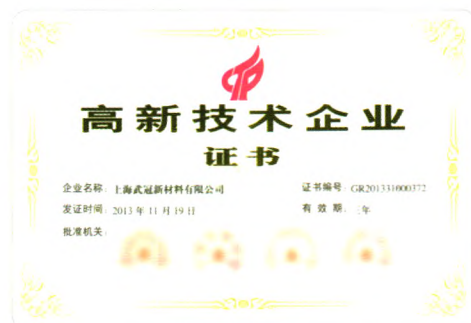 高新技术企业
证书
企业名称：上海武冠新材料有限公司 证书编号：GR201331000372
发证时间：2013年11月19日 有效期：三年
批准机关：